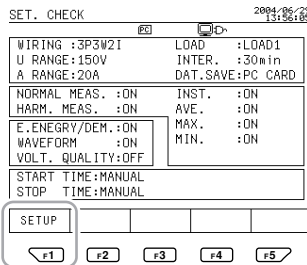 SET. CHECK 2004/06/29
13:56:05
PC
WIRING :3P3W2I LOAD :LOAD1
U RANGE:150V INTER. :30min
A RANGE:20A DAT.SAVE:PC CARD
NORMAL MEAS. :ON INST. :ON
HARM. MEAS. :ON AVE. :ON
E.ENEGRY/DEM.:ON MAX. :ON
WAVEFORM :ON MIN. :ON
VOLT. QUALITY:OFF
START TIME:MANUAL
STOP TIME:MANUAL
SETUP
F1 F2 F3 F4 F5